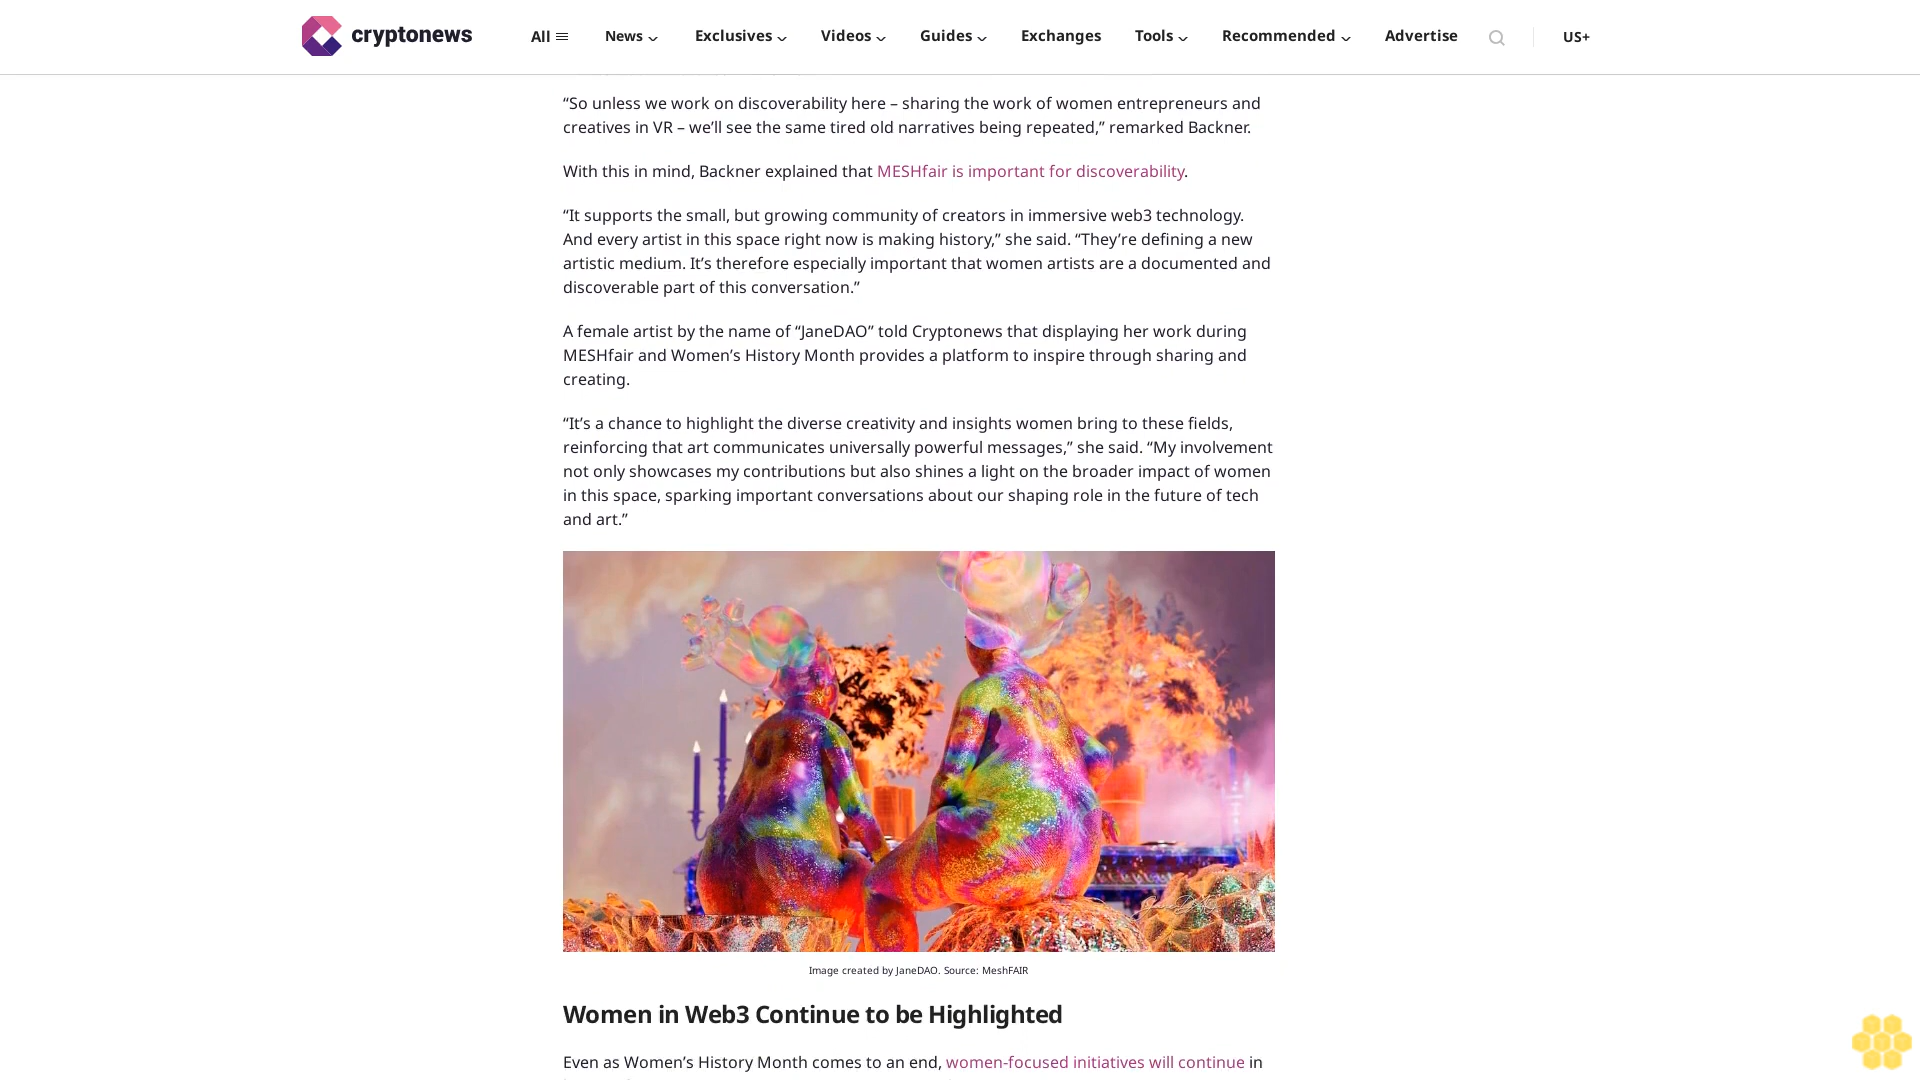 cryptonews
All
News
Exclusives
Videos
Guides
Exchanges
Tools
Recommended
Advertise
US+
“So unless we work on discoverability here – sharing the work of women entrepreneurs and
creatives in VR – we’ll see the same tired old narratives being repeated,” remarked Backner.
With this in mind, Backner explained that MESHfair is important for discoverability.
“It supports the small, but growing community of creators in immersive web3 technology.
And every artist in this space right now is making history,” she said. “They’re defining a new
artistic medium. It’s therefore especially important that women artists are a documented and
discoverable part of this conversation.”
A female artist by the name of “JaneDAO” told Cryptonews that displaying her work during
MESHfair and Women’s History Month provides a platform to inspire through sharing and
creating.
“It’s a chance to highlight the diverse creativity and insights women bring to these fields,
reinforcing that art communicates universally powerful messages,” she said. “My involvement
not only showcases my contributions but also shines a light on the broader impact of women
in this space, sparking important conversations about our shaping role in the future of tech
and art.”
Image created by JaneDAO. Source: MeshFAIR
Women in Web3 Continue to be Highlighted
Even as Women’s History Month comes to an end, women-focused initiatives will continue in